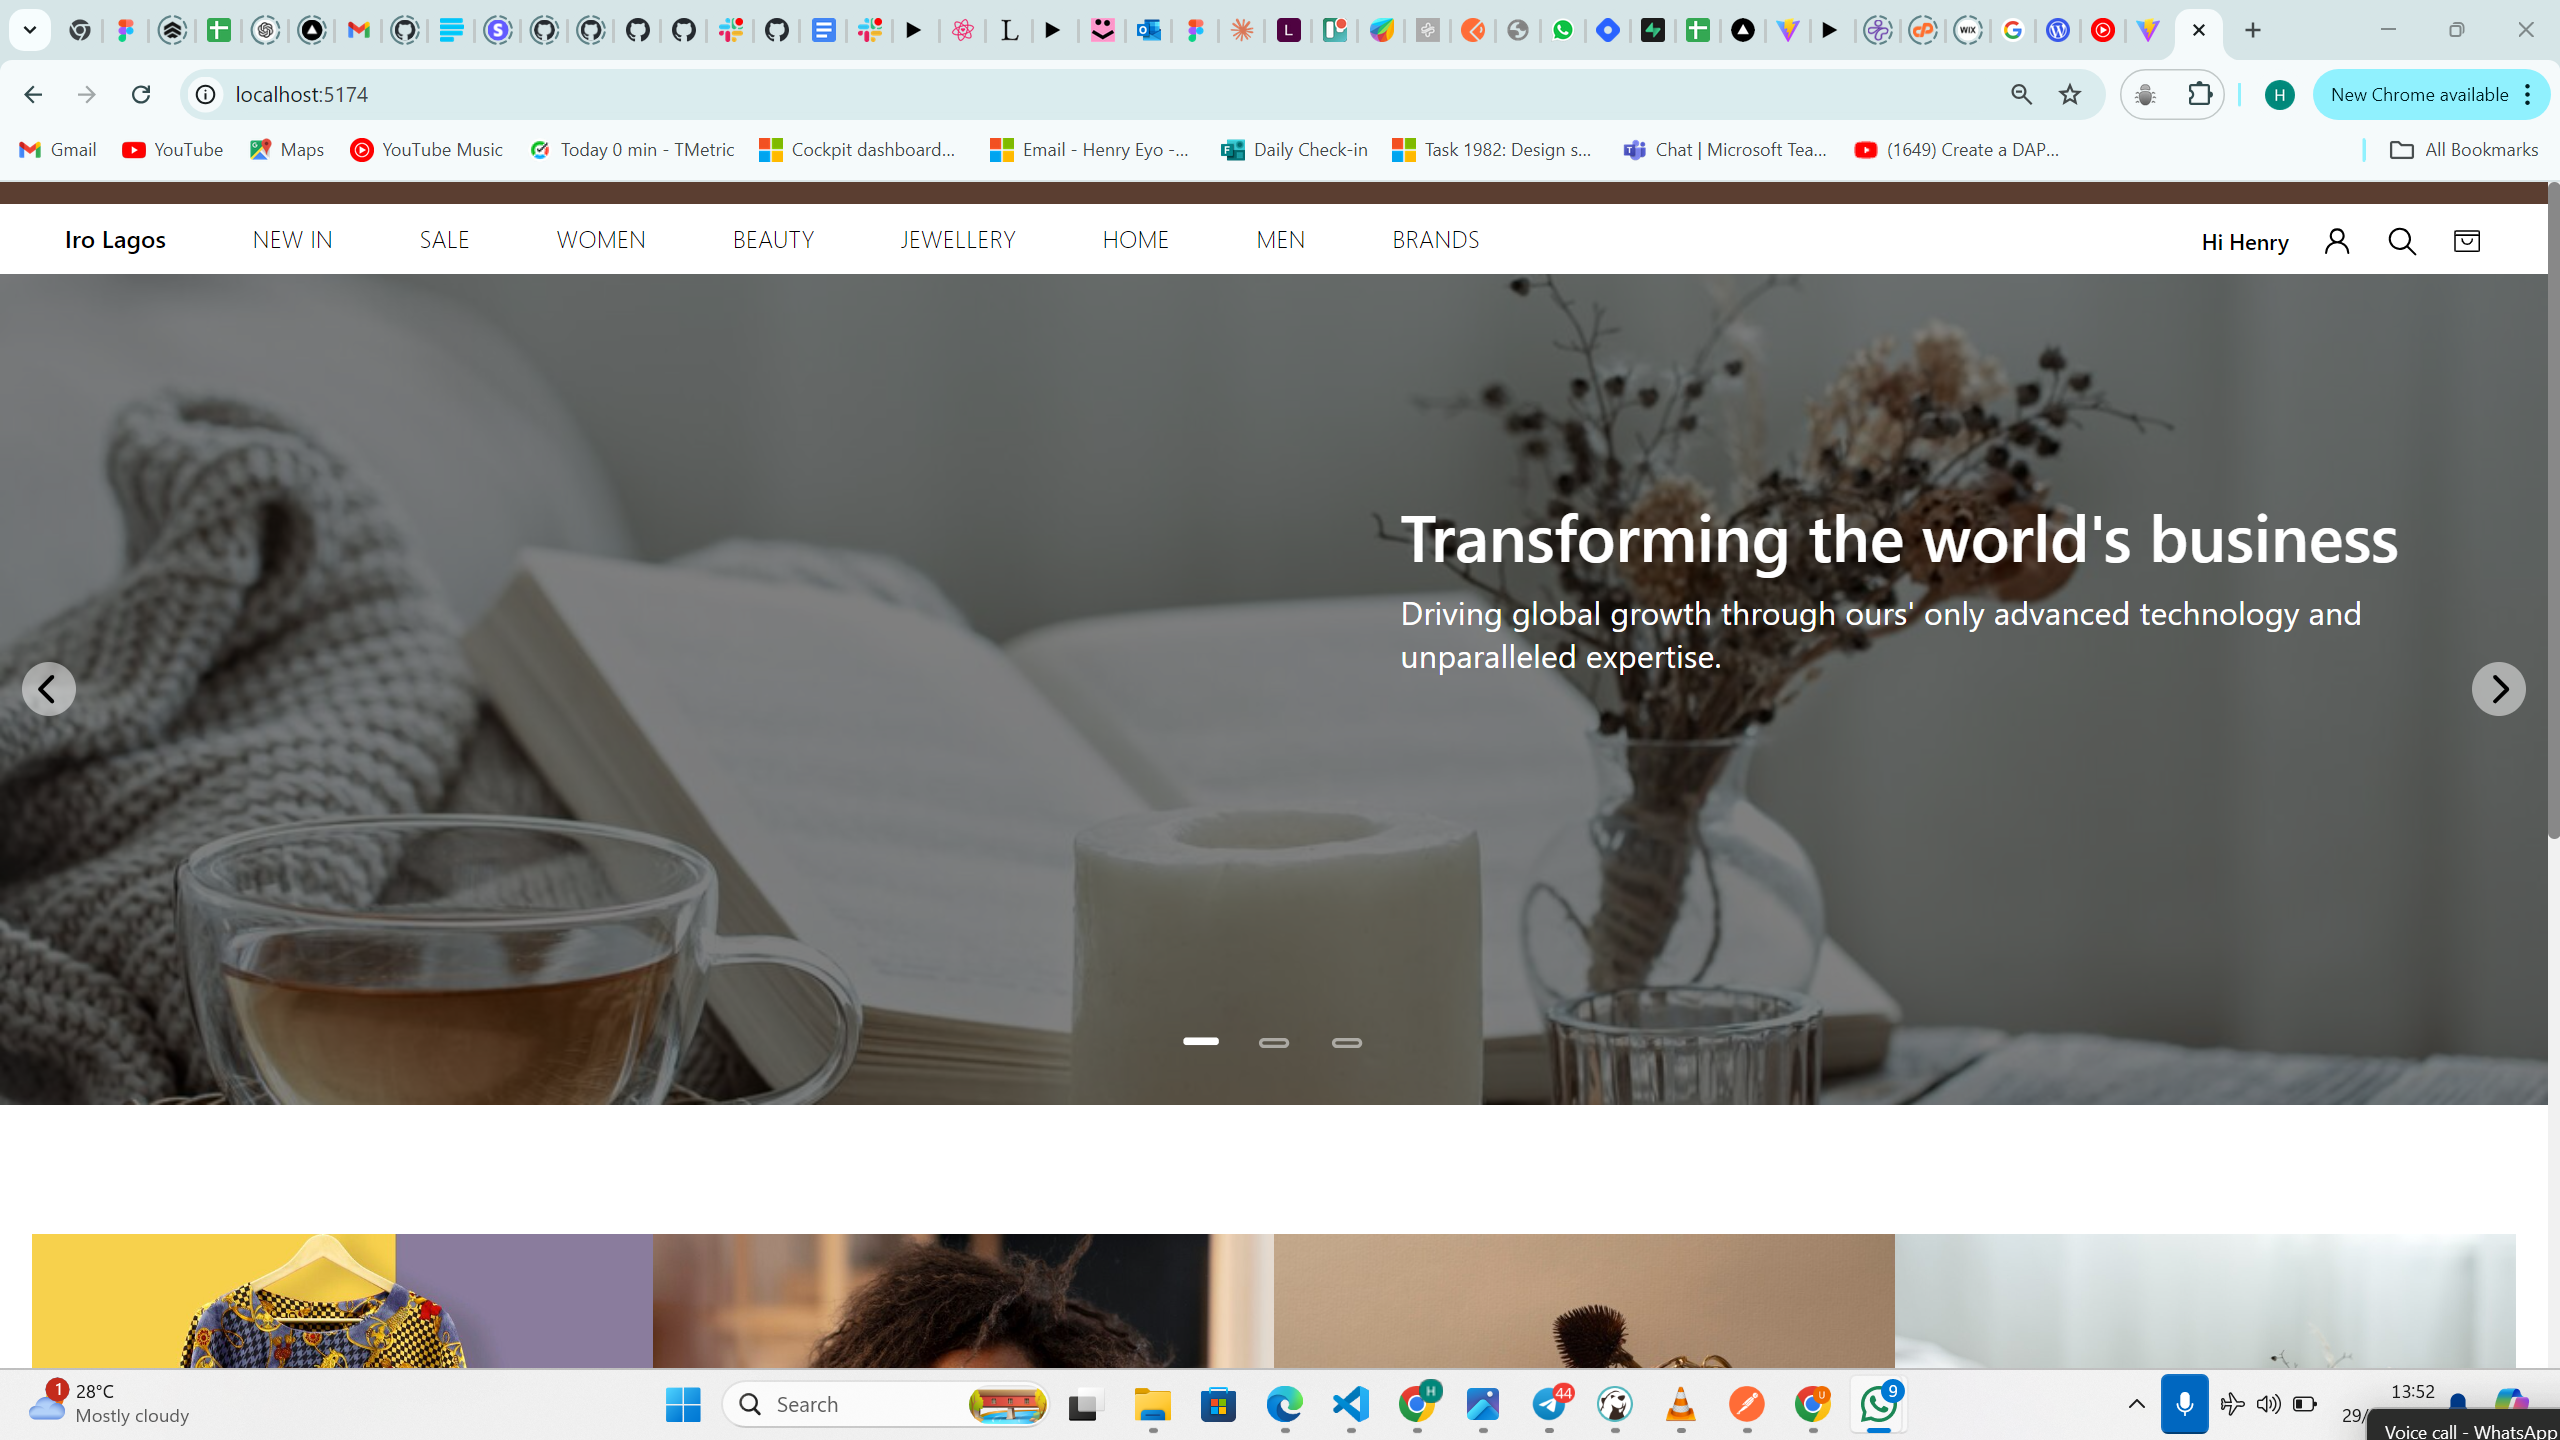 localhost:5174
New Chrome available
Gmail
YouTube
Maps
YouTube Music
Today 0 min - TMetric
Cockpit dashboard...
Email - Henry Eyo -...
Daily Check-in
Task 1982: Design s...
Chat | Microsoft Tea...
(1649) Create a DAP...
All Bookmarks
Iro Lagos
NEW IN
SALE
WOMEN
BEAUTY
JEWELLERY
HOME
MEN
BRANDS
Hi Henry
Transforming the world's business
Driving global growth through ours' only advanced technology and
unparalleled expertise.
1
28°C
Mostly cloudy
Search
H
44
U
9
13:52
29/
Voice call - WhatsApp